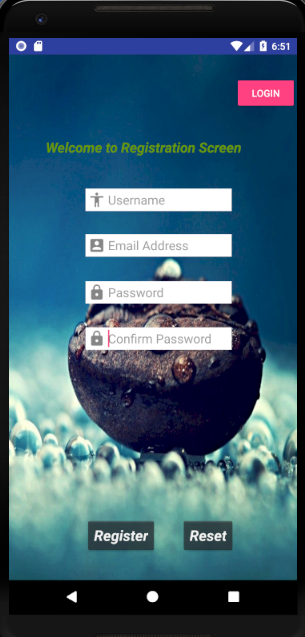 6:51
LOGIN
Welcome to Registration Screen
Username
Email Address
Password
Confirm Password
Register Reset